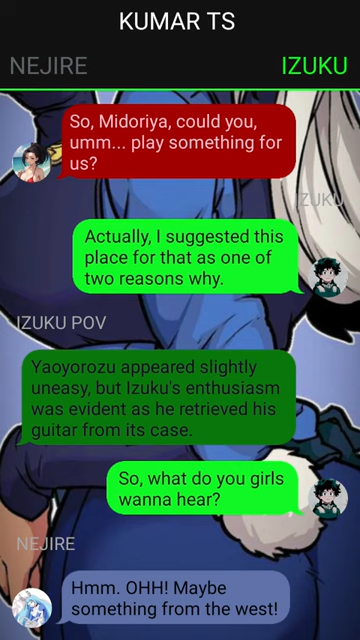 KUMAR TS
NEJIRE
IZUKU
So, Midoriya, could you,
umm... play something for
us?
IZUKU
Actually, I suggested this
place for that as one of
two reasons why.
IZUKU POV
Yaoyorozu appeared slightly
uneasy, but Izuku's enthusiasm
was evident as he retrieved his
guitar from its case.
So, what do you girls
wanna hear?
NEJIRE
Hmm. OHH! Maybe
something from the west!